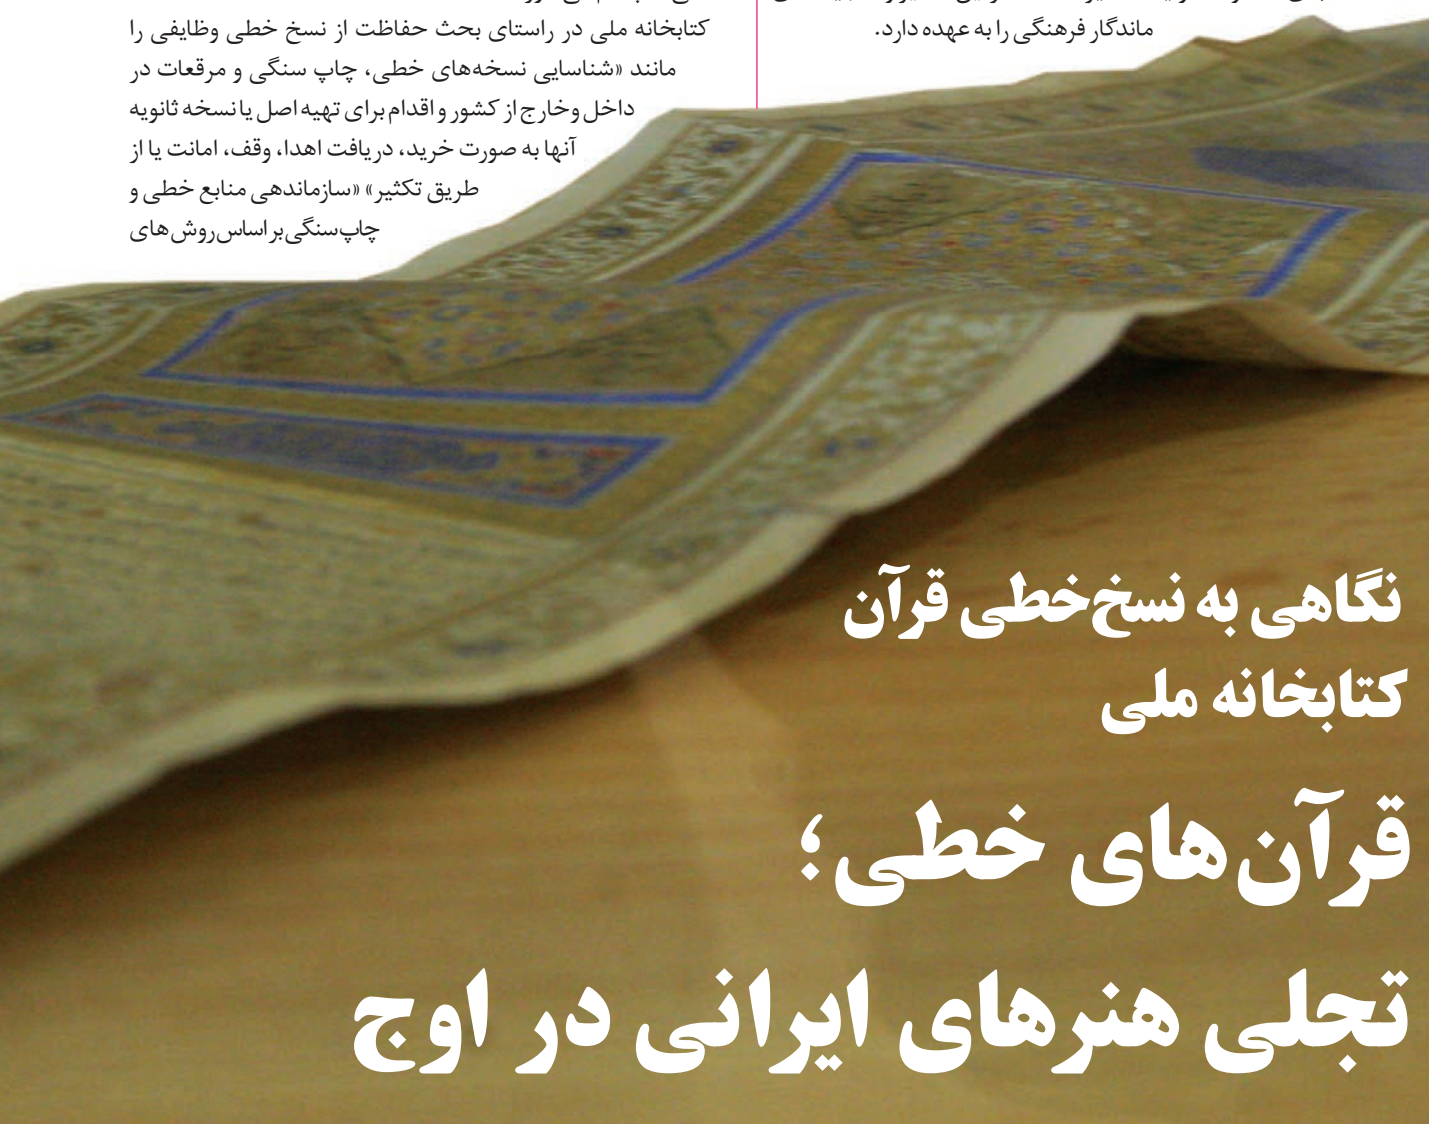 ماندگار فرهنگی را به عهده دارد.
کتابخانه ملی در راستای بحث حفاظت از نسخ خطی وظایفی را
مانند «شناسایی نسخه‌های خطی، چاپ سنگی و مرقعات در
داخل وخارج از کشور و اقدام برای تهیه اصل یا نسخه ثانویه
آنها به صورت خرید، دریافت اهدا، وقف، امانت یا از
طریق تکثیر» «سازماندهی منابع خطی و
چاپ‌سنگی بر اساس روش‌های
نگاهی به نسخ‌خطی قرآن
کتابخانه ملی
قرآن‌های خطی؛
تجلی هنرهای ایرانی در اوج